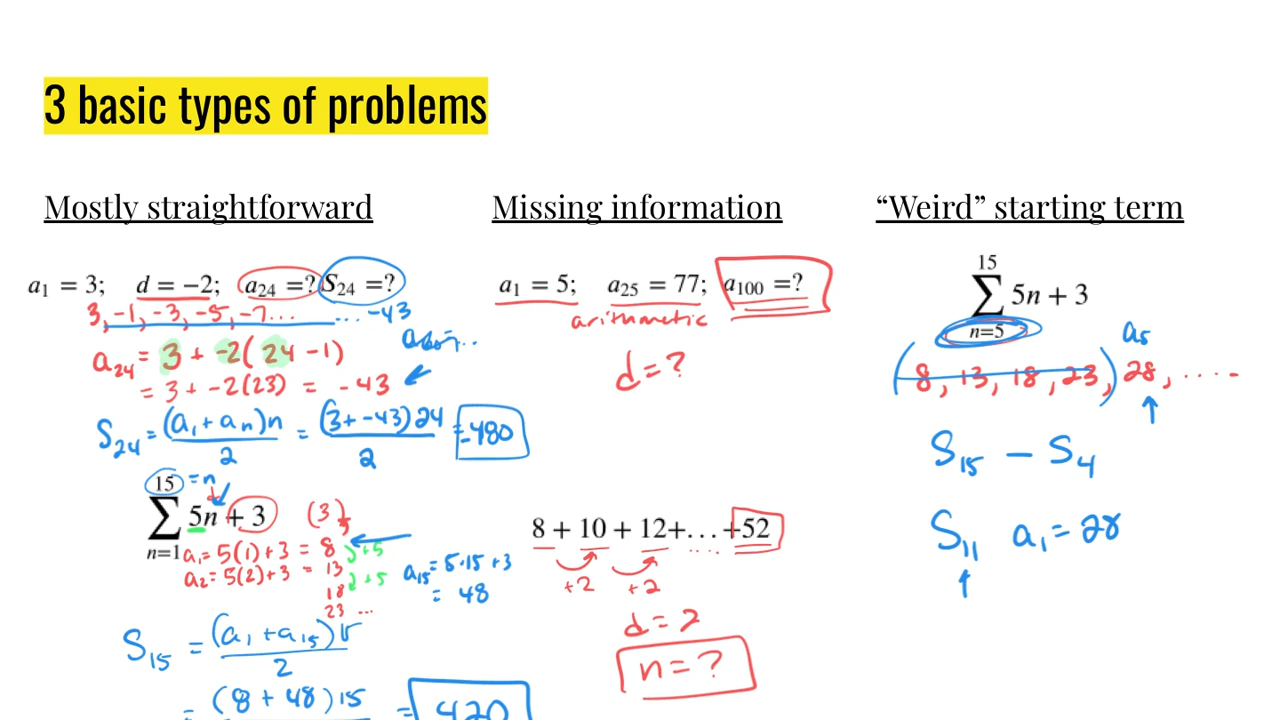 3 basic types of problems
Mostly straightforward
a₁ = 3; d = −2; a₂₄ =? S₂₄ =?
3, -1, -3, -5, -7... ... -43
a₂₄ = 3 + -2(24 -1)
= 3 + -2(23) = -43
S₂₄ = (a₁ + aₙ)n / 2 = (3+ -43)24 / 2 = -480
15 = n
∑ 5n + 3 (3)
n=1
a₁ = 5(1)+3 = 8 +5
a₂ = 5(2)+3 = 13 +5
18
23 ...
a₁₅ = 5·15 +3
= 48
S₁₅ = (a₁ + a₁₅)15 / 2
= (8 + 48)15 = 420
Missing information
a₁ = 5; a₂₅ = 77; a₁₀₀ =?
arithmetic
d = ?
8 + 10 + 12+. . . +52
+2 +2
d = 2
n = ?
“Weird” starting term
15
∑ 5n + 3
n=5
a₅
(8, 13, 18, 23,) 28, ....
S₁₅ − S₄
S₁₁ a₁ = 28